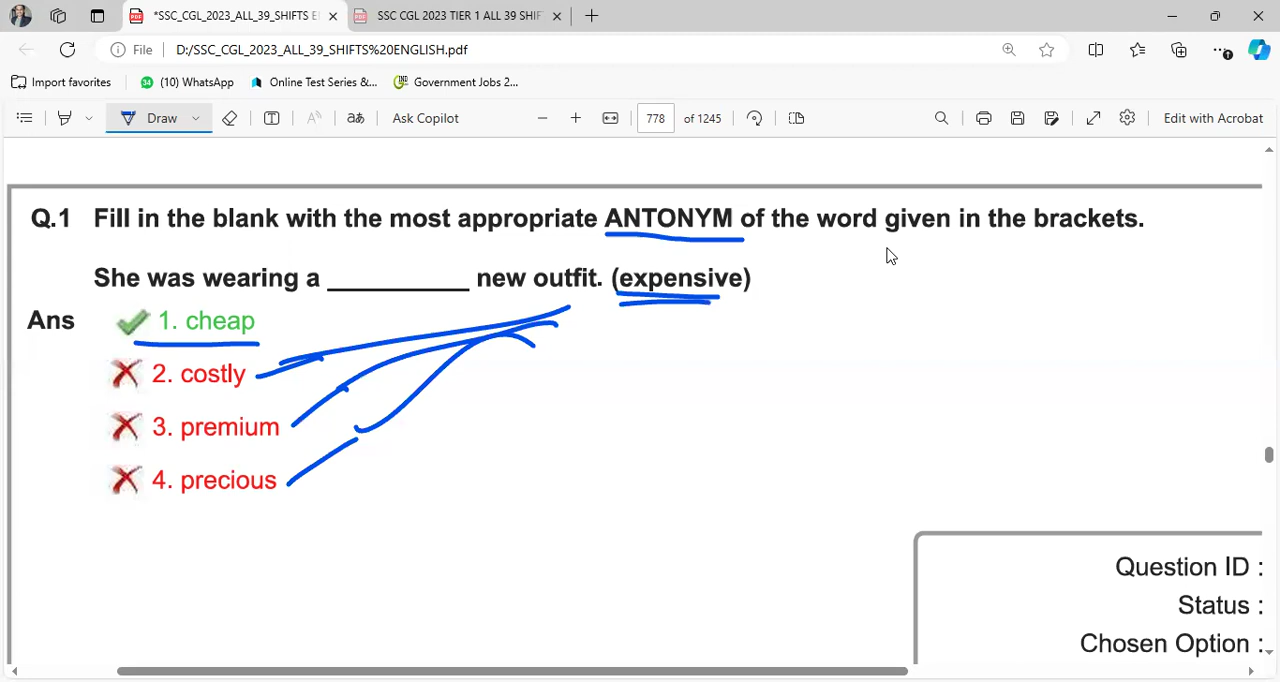 *SSC_CGL_2023_ALL_39_SHIFTS E
SSC CGL 2023 TIER 1 ALL 39 SHIF
File D:/SSC_CGL_2023_ALL_39_SHIFTS%20ENGLISH.pdf
Import favorites (10) WhatsApp Online Test Series &... Government Jobs 2...
Draw aあ Ask Copilot 778 of 1245 Edit with Acrobat
Q.1 Fill in the blank with the most appropriate ANTONYM of the word given in the brackets.
She was wearing a __________ new outfit. (expensive)
Ans 1. cheap
2. costly
3. premium
4. precious
Question ID :
Status :
Chosen Option :